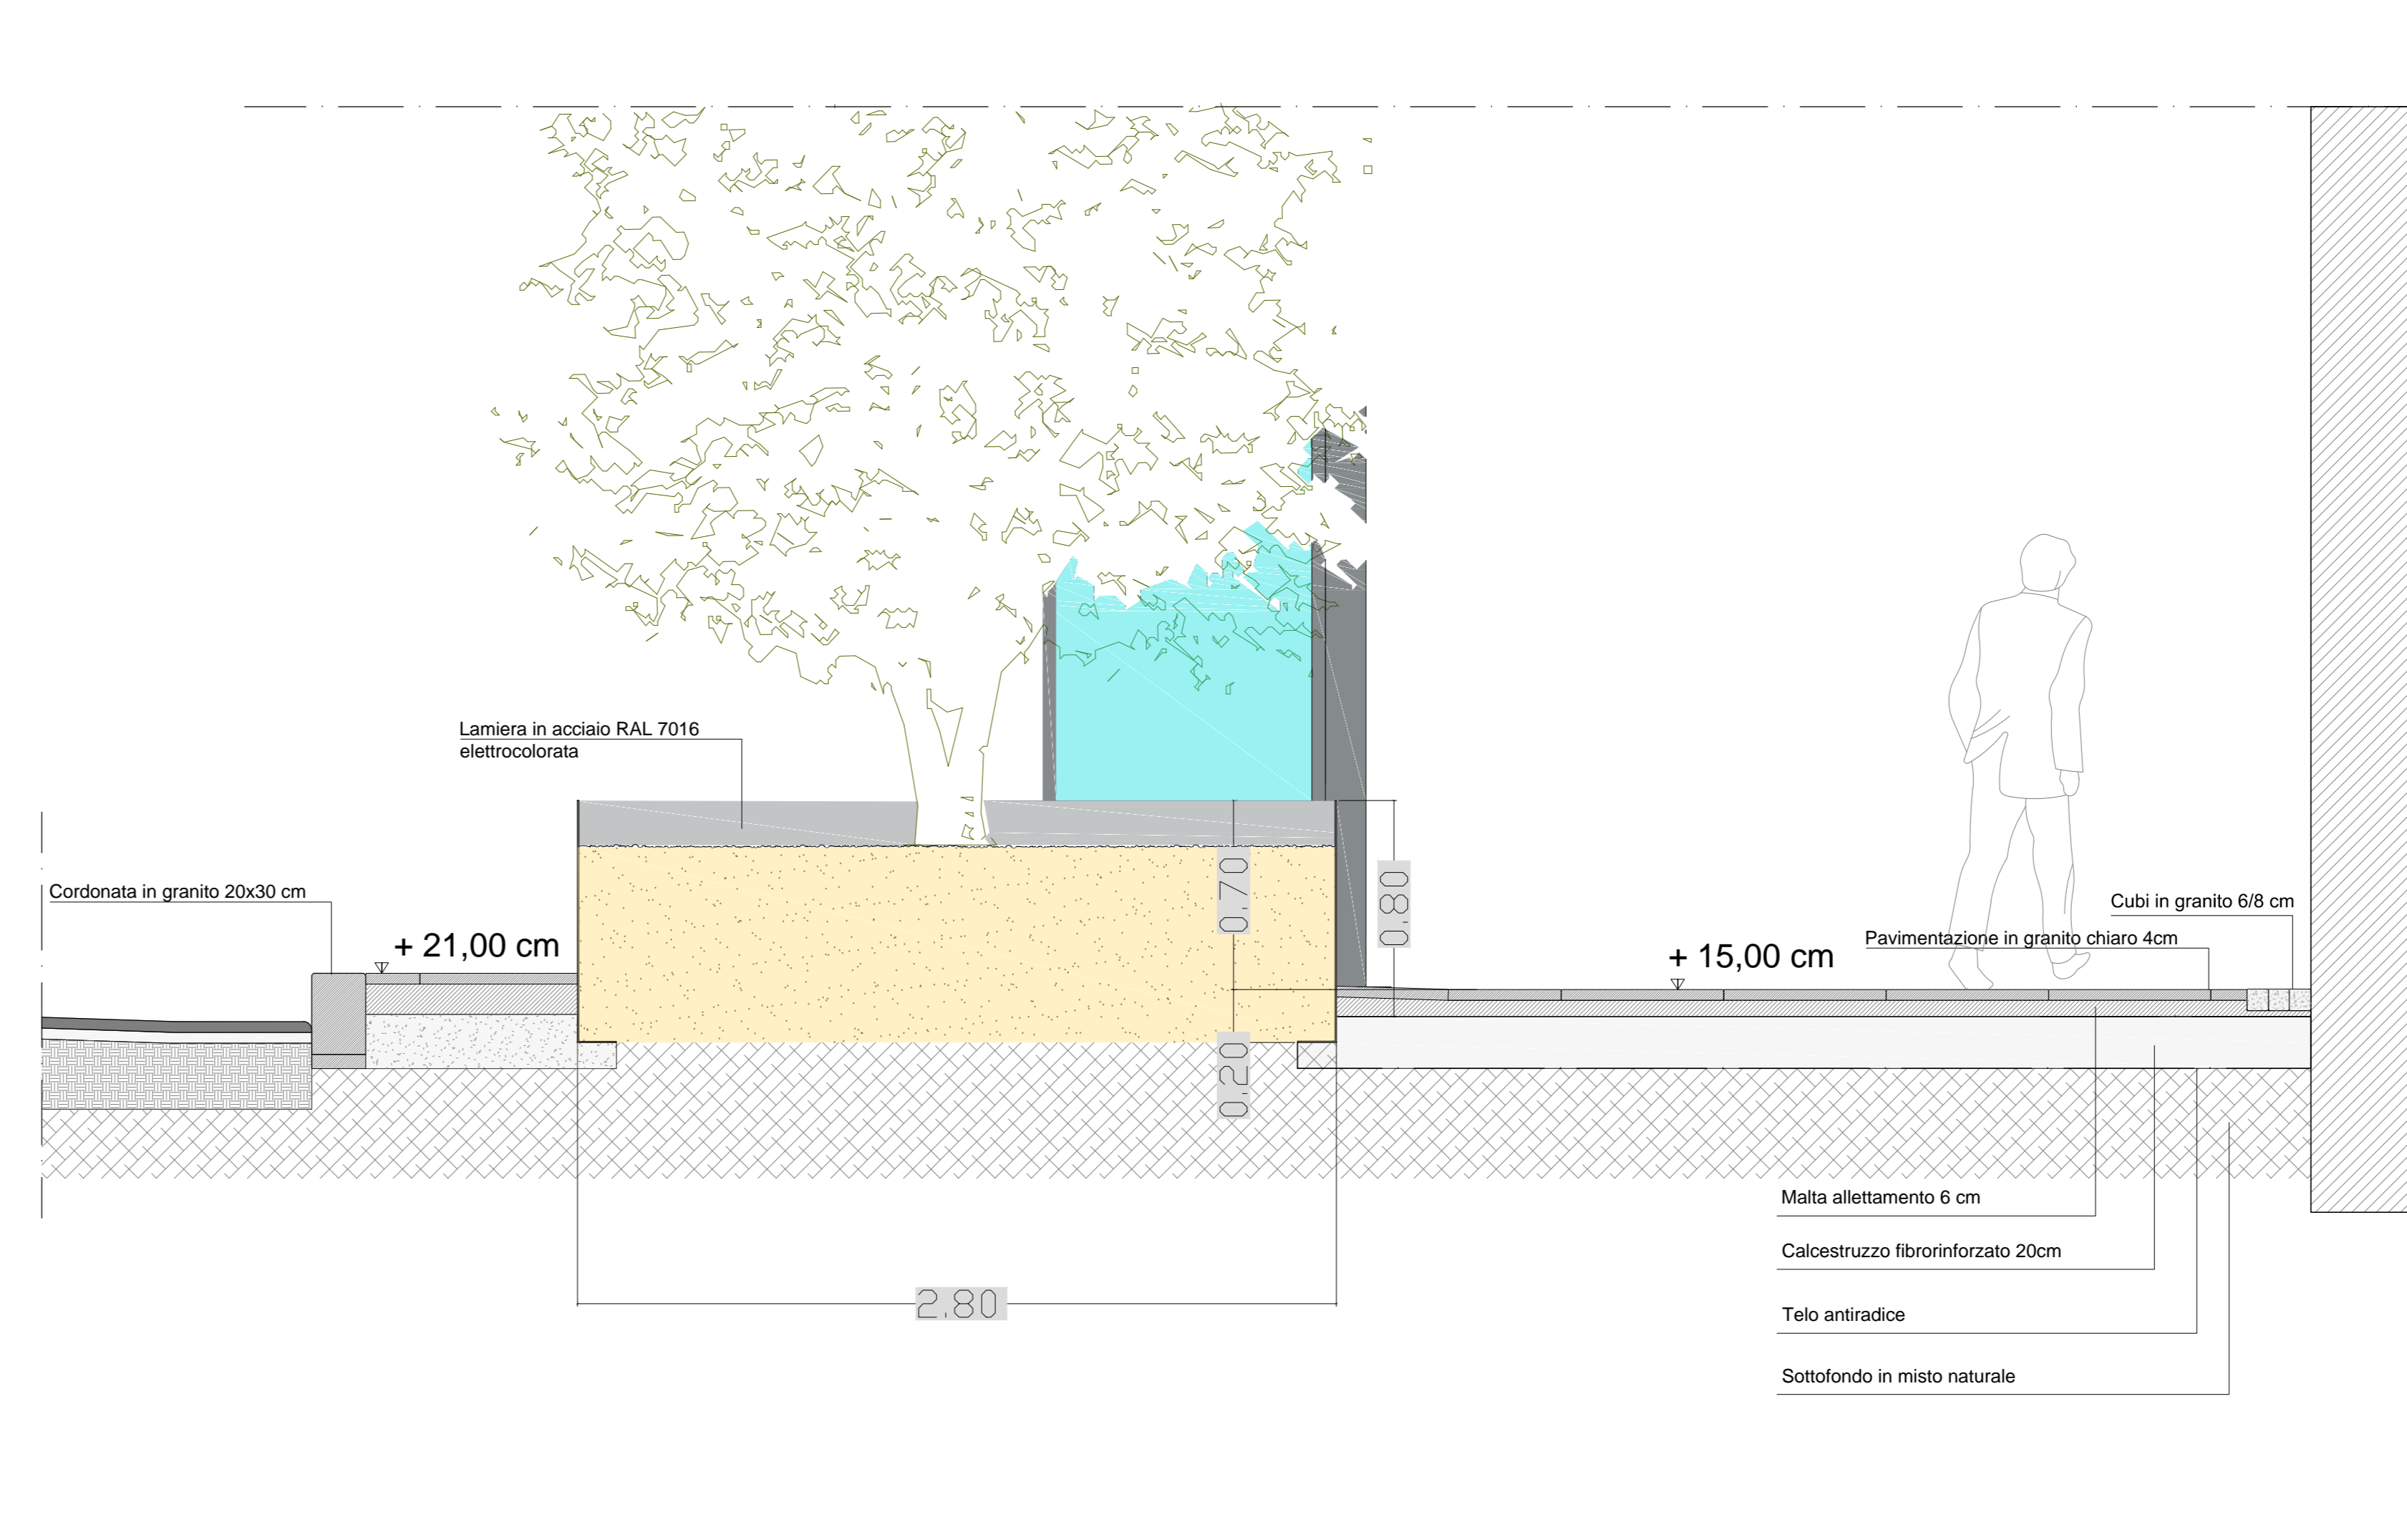 Lamiera in acciaio RAL 7016
elettrocolorata
Cordonata in granito 20x30 cm
+ 21,00 cm
0.70
0.80
0.20
2.80
+ 15,00 cm
Cubi in granito 6/8 cm
Pavimentazione in granito chiaro 4cm
Malta allettamento 6 cm
Calcestruzzo fibrorinforzato 20cm
Telo antiradice
Sottofondo in misto naturale